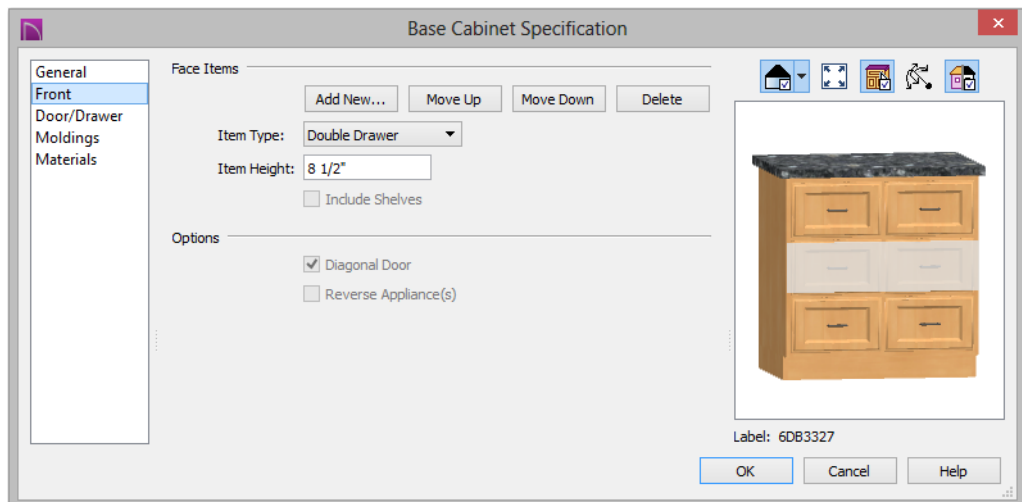 Base Cabinet Specification
General
Front
Door/Drawer
Moldings
Materials
Face Items
Add New... Move Up Move Down Delete
Item Type: Double Drawer
Item Height: 8 1/2"
Include Shelves
Options
Diagonal Door
Reverse Appliance(s)
Label: 6DB3327
OK Cancel Help